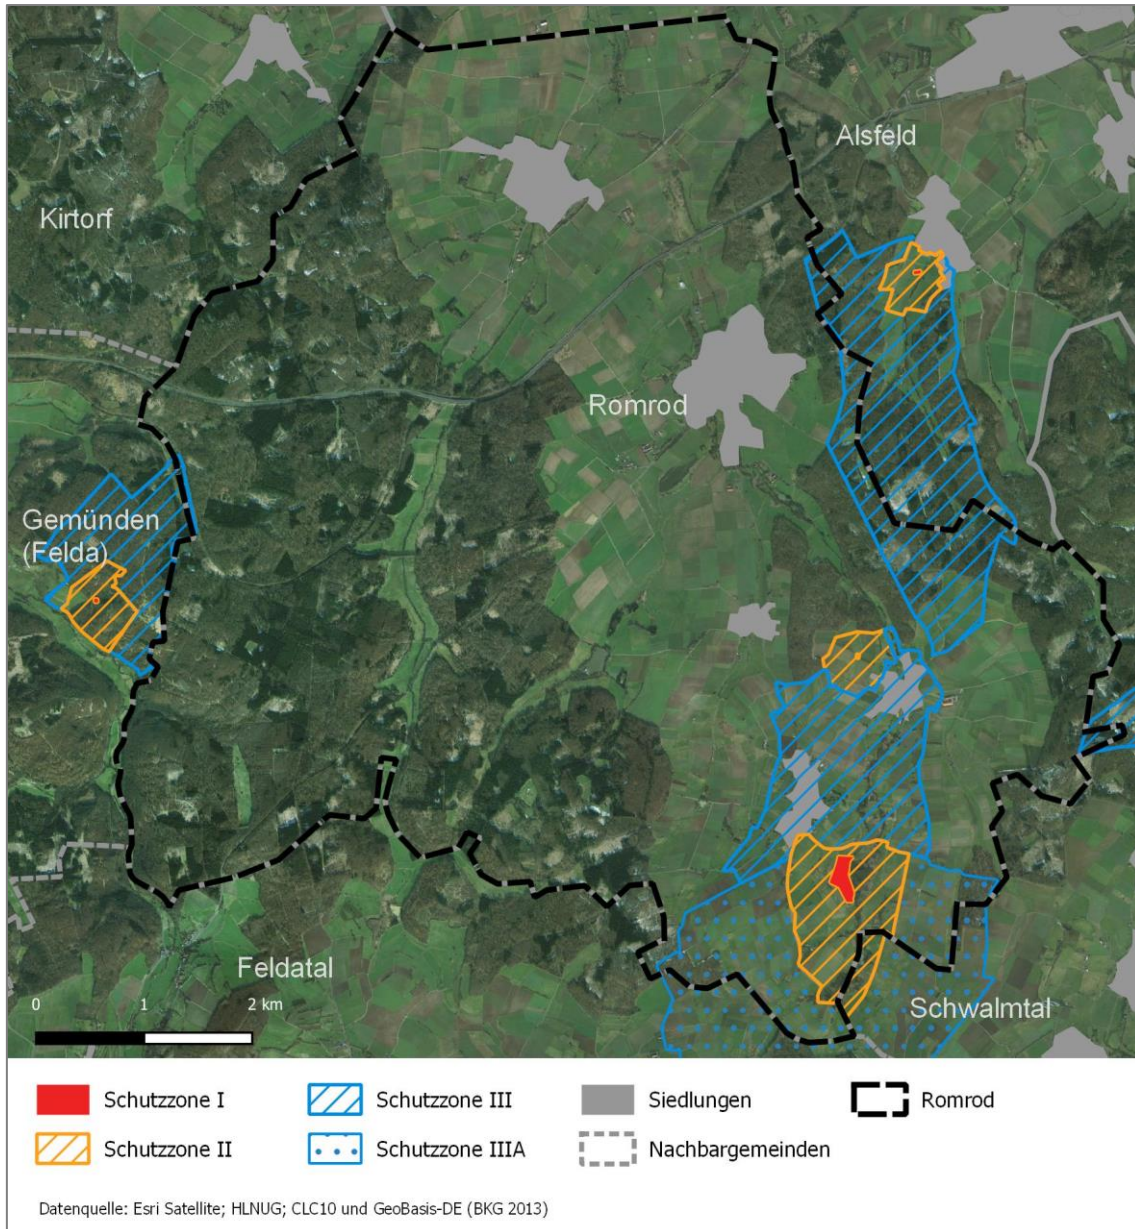 Alsfeld
Kirtorf
Romrod
Gemünden
(Felda)
Feldatal
0 1 2 km
Schwalmtal
Schutzzone I
Schutzzone III
Siedlungen
Romrod
Schutzzone II
Schutzzone IIIA
Nachbargemeinden
Datenquelle: Esri Satellite; HLNUG; CLC10 und GeoBasis-DE (BKG 2013)